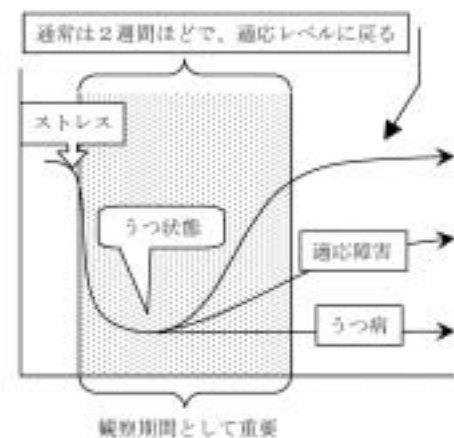 通常は２週間ほどで、適応レベルに戻る
ストレス
うつ状態
適応障害
うつ病
観察期間として重要